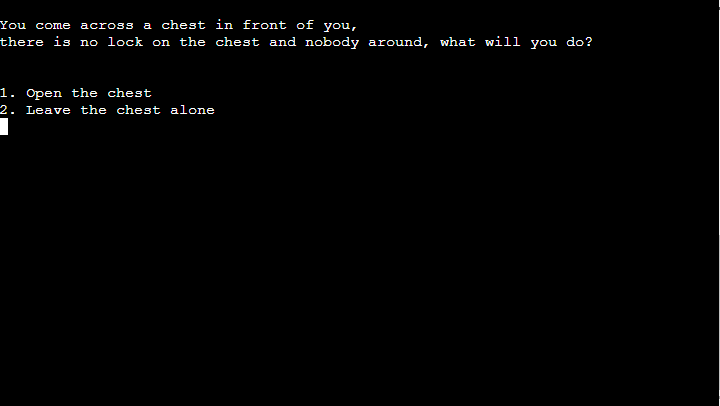 You come across a chest in front of you,
there is no lock on the chest and nobody around, what will you do?
1. Open the chest
2. Leave the chest alone